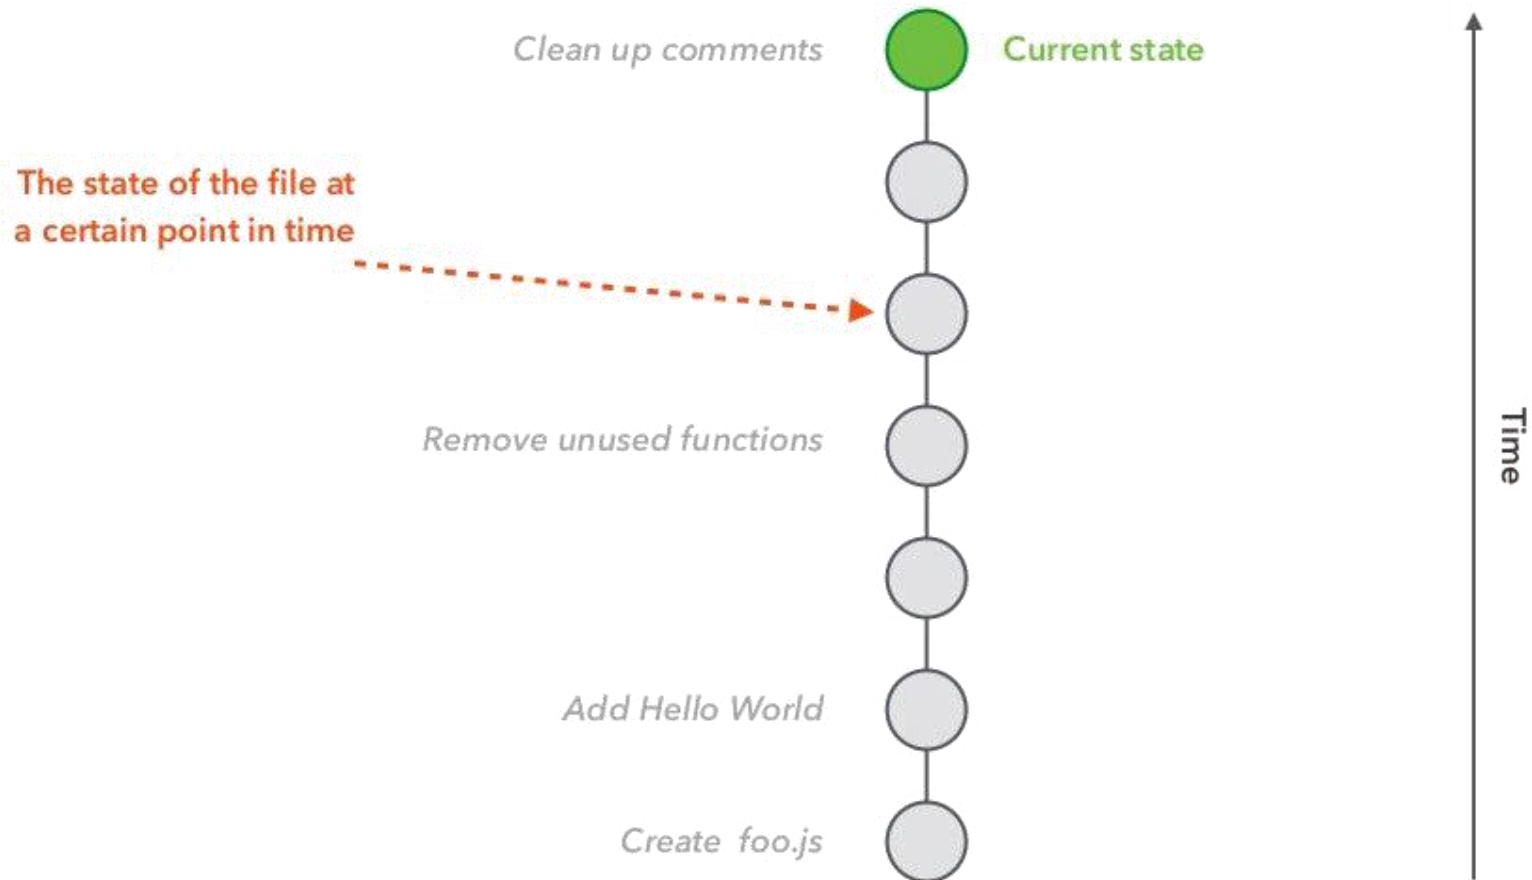 Clean up comments
Current state
The state of the file at
a certain point in time
Remove unused functions
Time
Add Hello World
Create foo.js